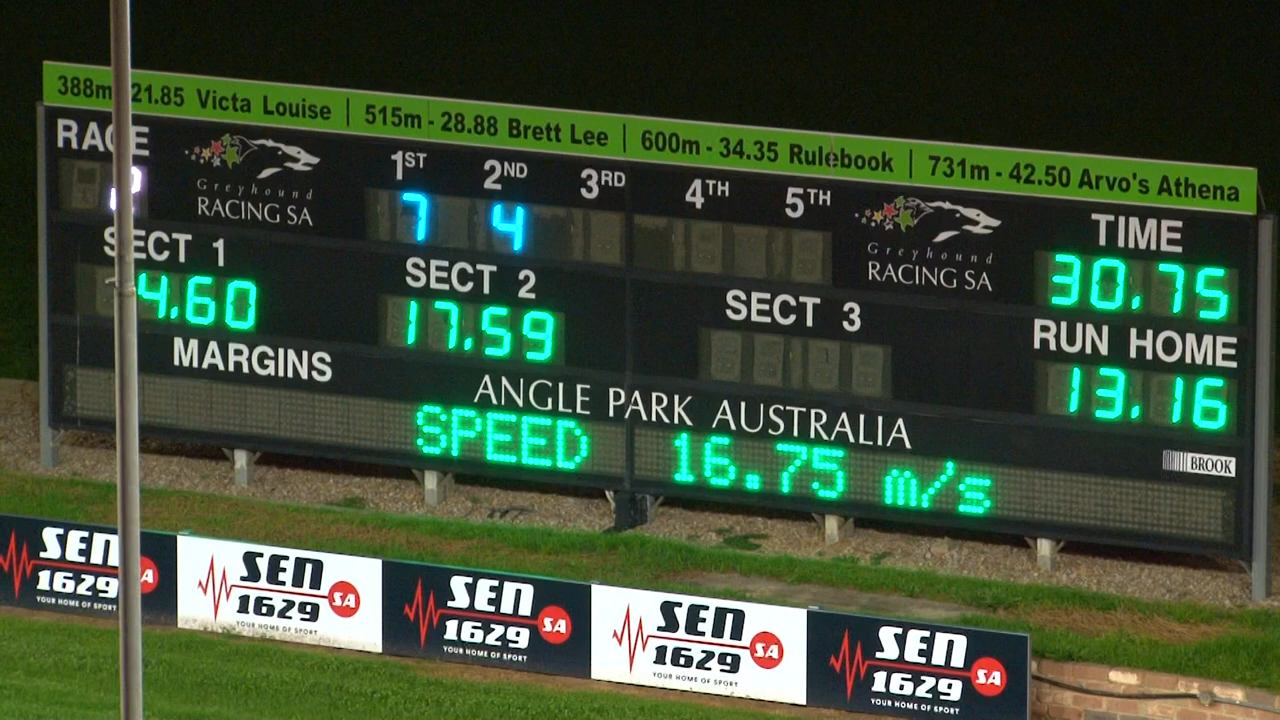 388m - 21.85 Victa Louise | 515m - 28.88 Brett Lee | 600m - 34.35 Rulebook | 731m - 42.50 Arvo's Athena
RACE
Greyhound
RACING SA
1ST 2ND 3RD 4TH 5TH
7 4
Greyhound
RACING SA
TIME
30.75
SECT 1
4.60
SECT 2
17.59
SECT 3
RUN HOME
13.16
MARGINS
ANGLE PARK AUSTRALIA
SPEED 16.75 m/s
BROOK
SEN
1629
SA
YOUR HOME OF SPORT
SEN
1629
SA
YOUR HOME OF SPORT
SEN
1629
SA
YOUR HOME OF SPORT
SEN
1629
SA
YOUR HOME OF SPORT
SEN
1629
SA
YOUR HOME OF SPORT